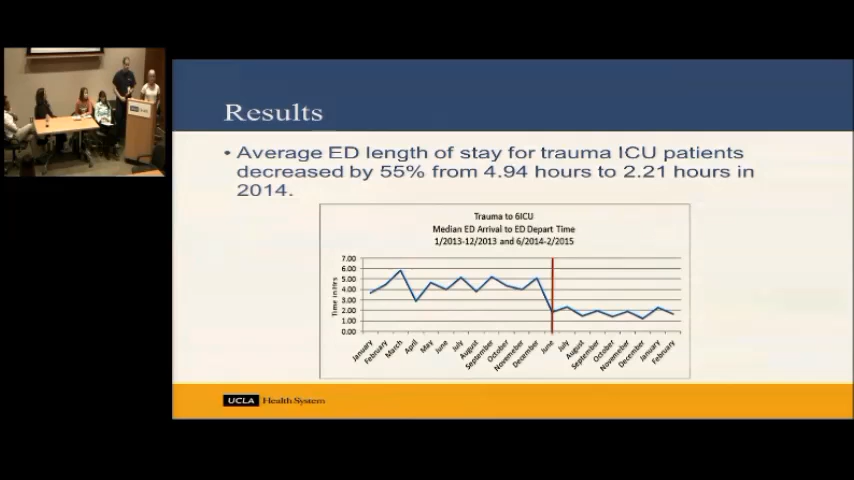 Results
• Average ED length of stay for trauma ICU patients
decreased by 55% from 4.94 hours to 2.21 hours in
2014.
Trauma to 6ICU
Median ED Arrival to ED Depart Time
1/2013-12/2013 and 6/2014-2/2015
Time in Hrs
7.00
6.00
5.00
4.00
3.00
2.00
1.00
0.00
January
February
March
April
May
June
July
August
September
October
November
December
June
July
August
September
October
November
December
January
February
UCLA Health System